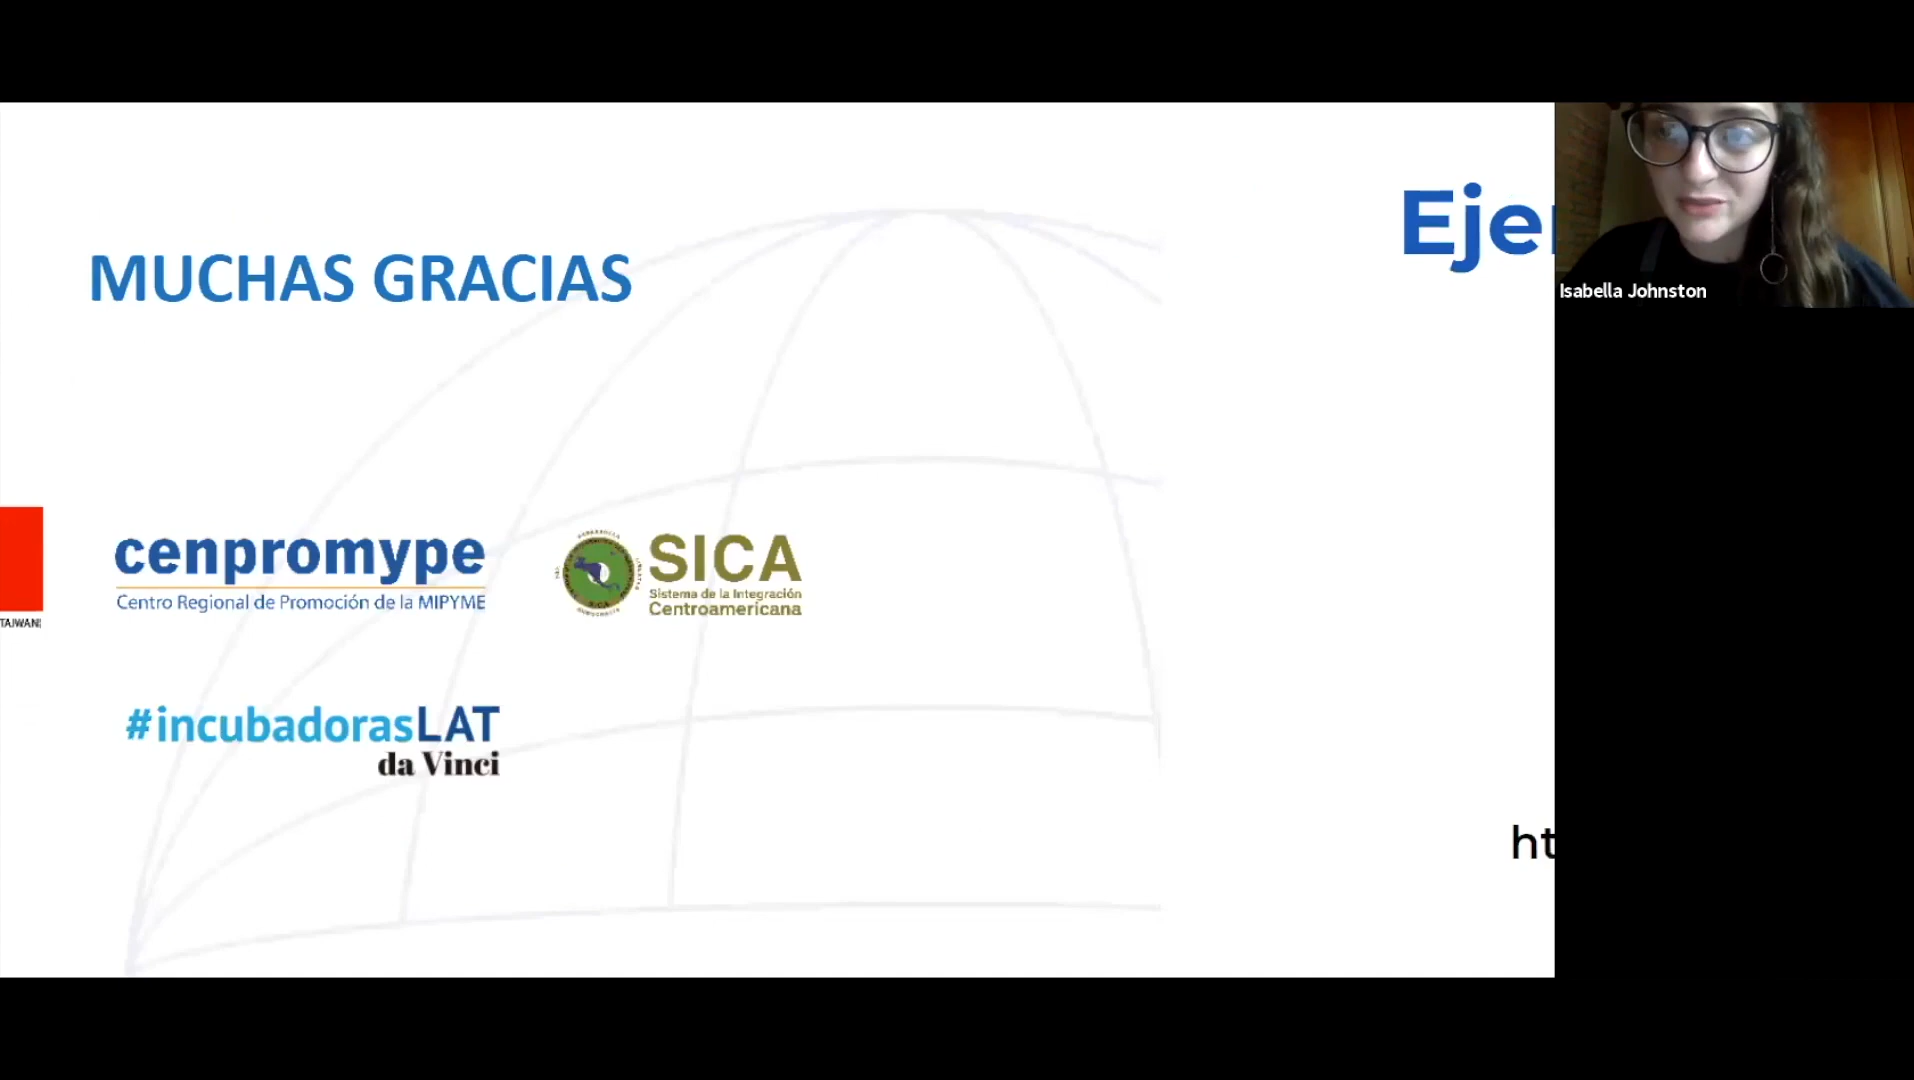 MUCHAS GRACIAS
Eje
Isabella Johnston
cenpromype
Centro Regional de Promoción de la MIPYME
SICA
Sistema de la Integración
Centroamericana
TAIWAN
#incubadorasLAT
da Vinci
ht